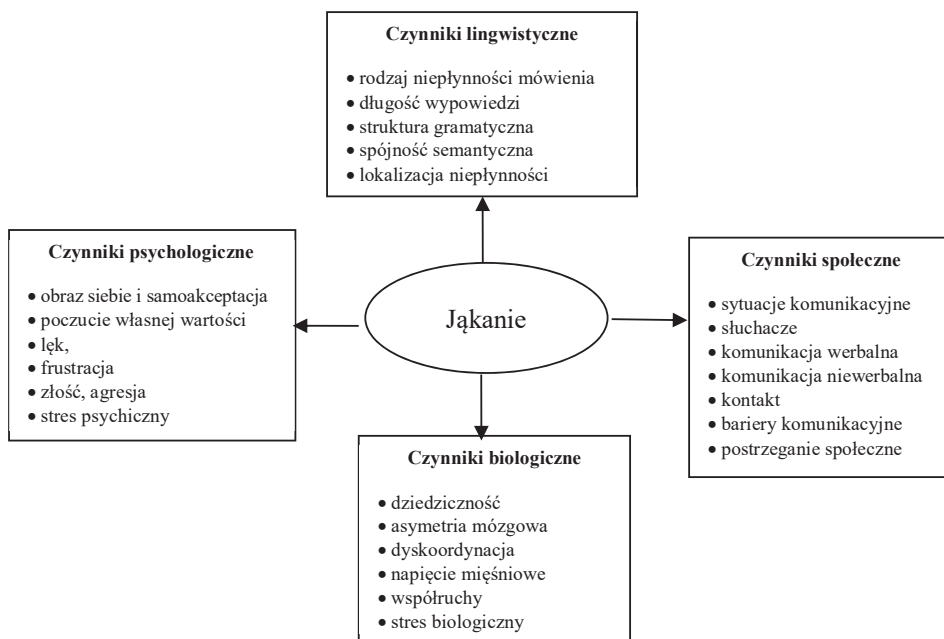 Czynniki lingwistyczne
• rodzaj niepłynności mówienia
• długość wypowiedzi
• struktura gramatyczna
• spójność semantyczna
• lokalizacja niepłynności
Czynniki psychologiczne
• obraz siebie i samoakceptacja
• poczucie własnej wartości
• lęk,
• frustracja
• złość, agresja
• stres psychiczny
Jąkanie
Czynniki społeczne
• sytuacje komunikacyjne
• słuchacze
• komunikacja werbalna
• komunikacja niewerbalna
• kontakt
• bariery komunikacyjne
• postrzeganie społeczne
Czynniki biologiczne
• dziedziczność
• asymetria mózgowa
• dyskoordynacja
• napięcie mięśniowe
• współruchy
• stres biologiczny